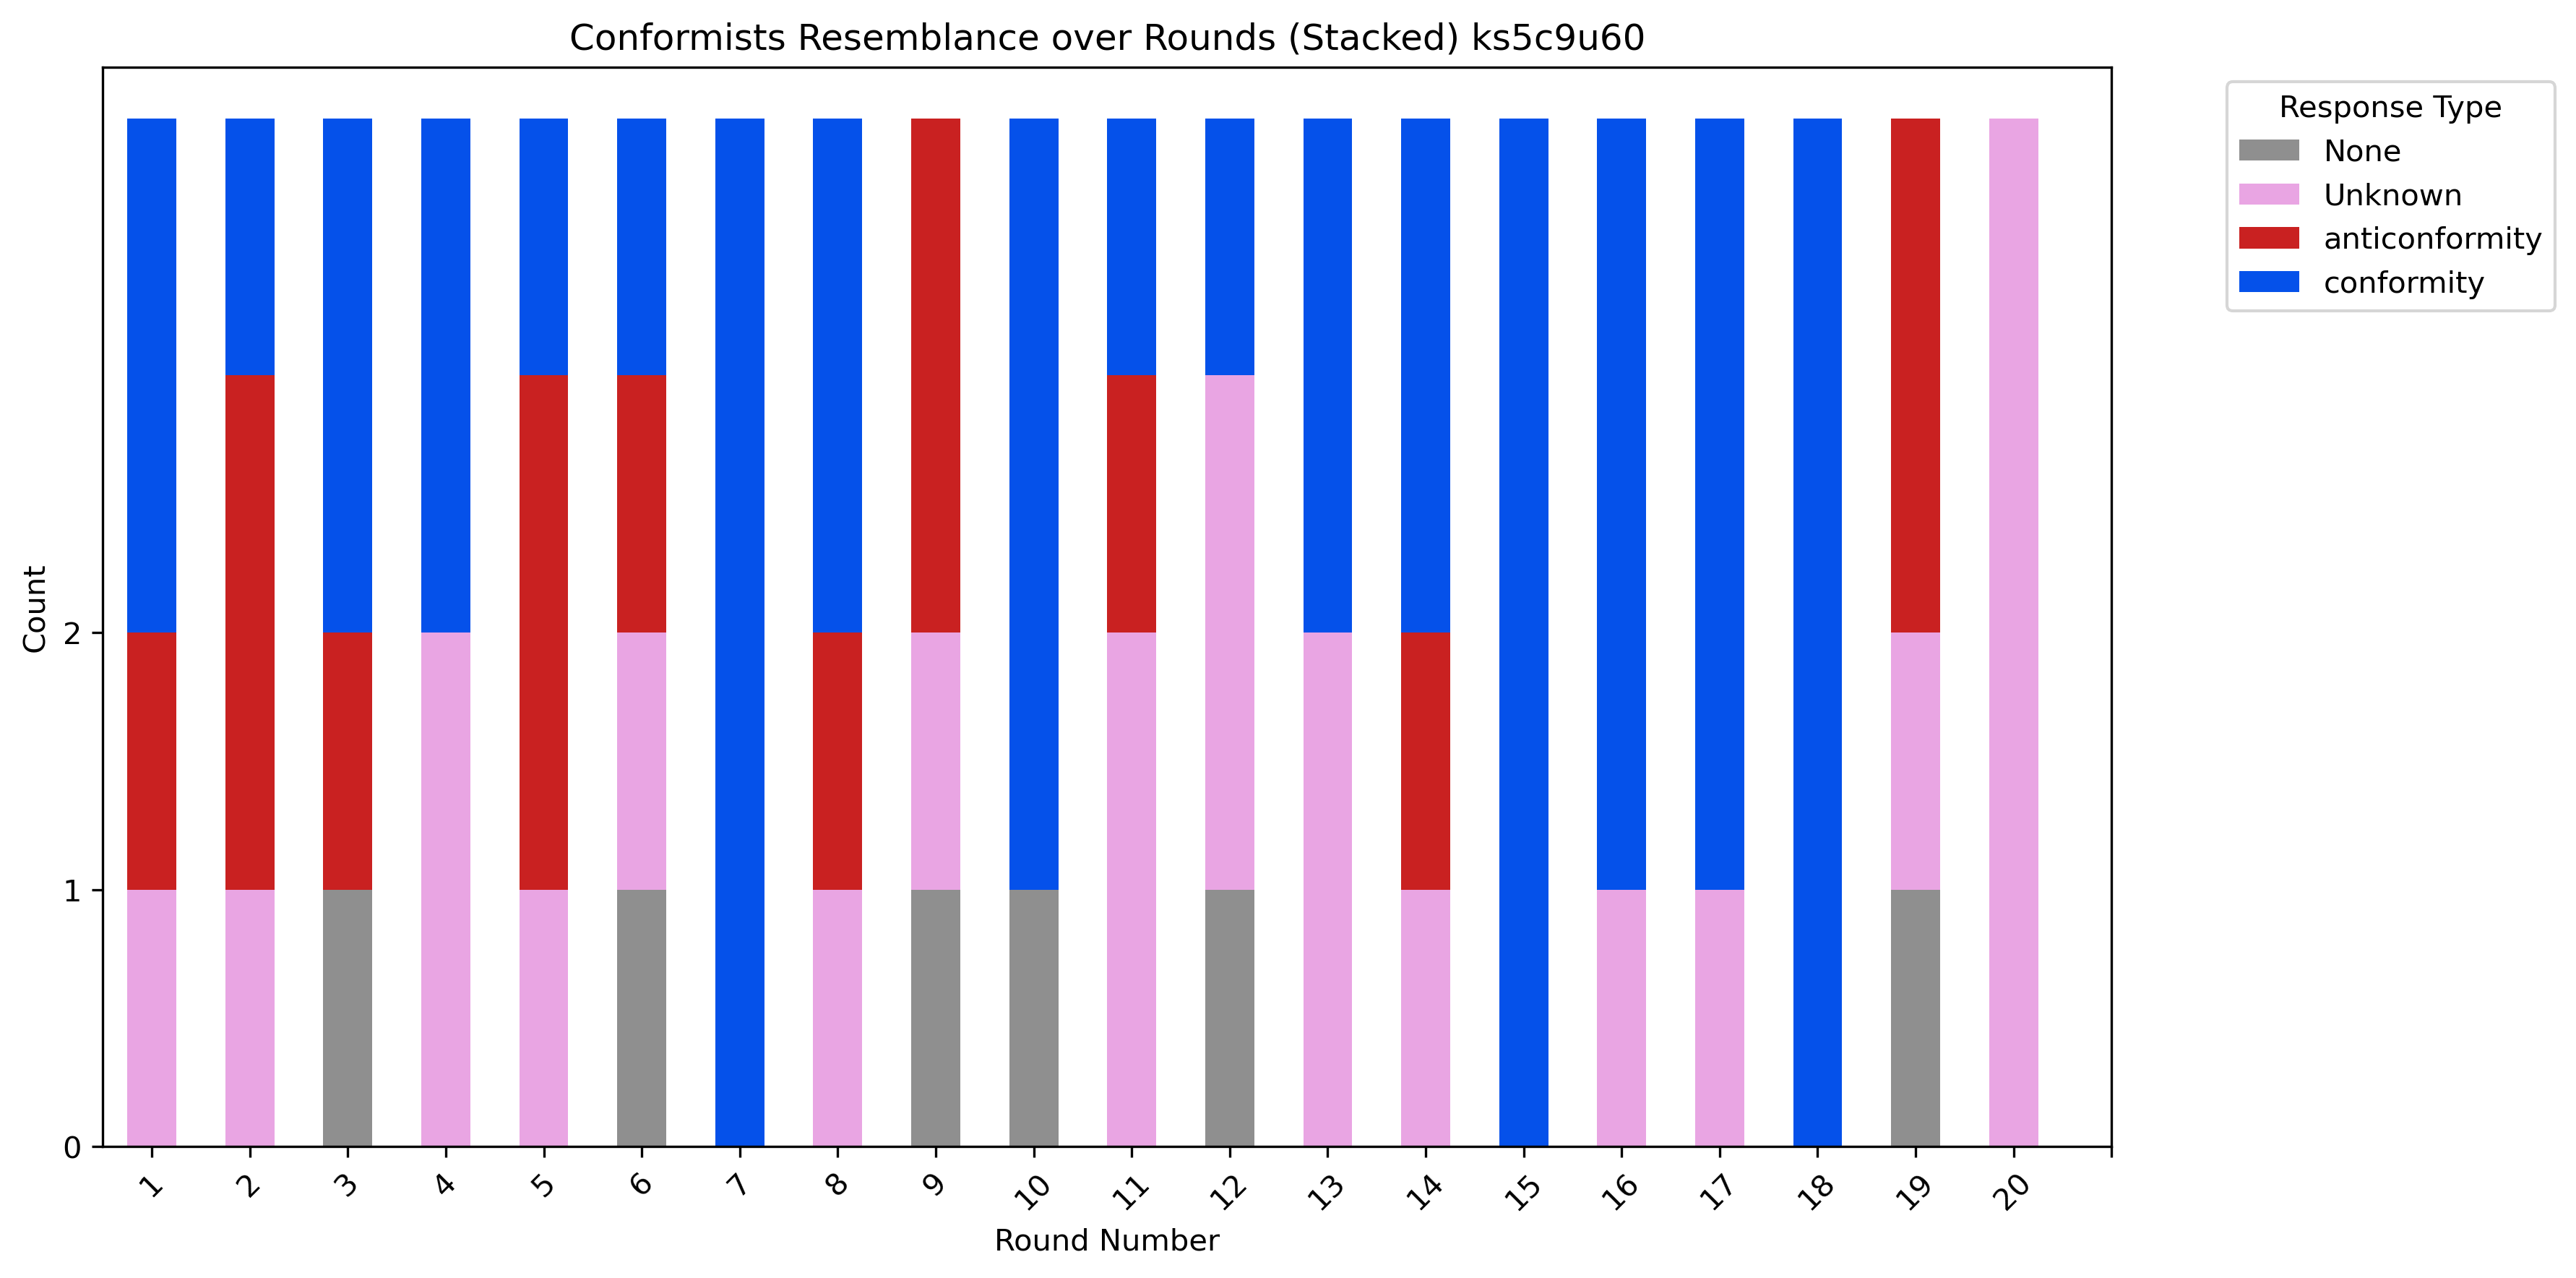 Conformists Resemblance over Rounds (Stacked) ks5c9u60
Response Type
None
Unknown
anticonformity
conformity
Count
2
1
0
1 2 3 4 5 6 7 8 9 10 11 12 13 14 15 16 17 18 19 20
Round Number